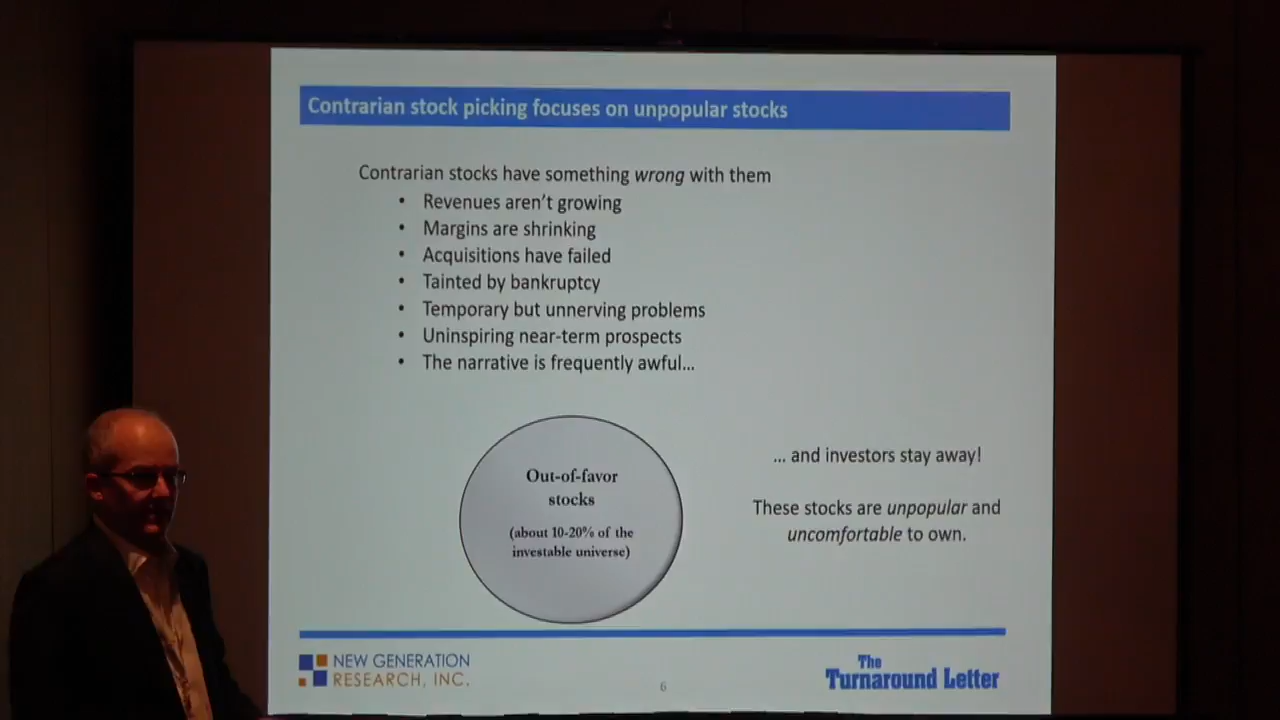 Contrarian stock picking focuses on unpopular stocks
Contrarian stocks have something wrong with them
• Revenues aren't growing
• Margins are shrinking
• Acquisitions have failed
• Tainted by bankruptcy
• Temporary but unnerving problems
• Uninspiring near-term prospects
• The narrative is frequently awful...
Out-of-favor
stocks
(about 10-20% of the
investable universe)
... and investors stay away!
These stocks are unpopular and
uncomfortable to own.
NEW GENERATION
RESEARCH, INC.
6
The
Turnaround Letter